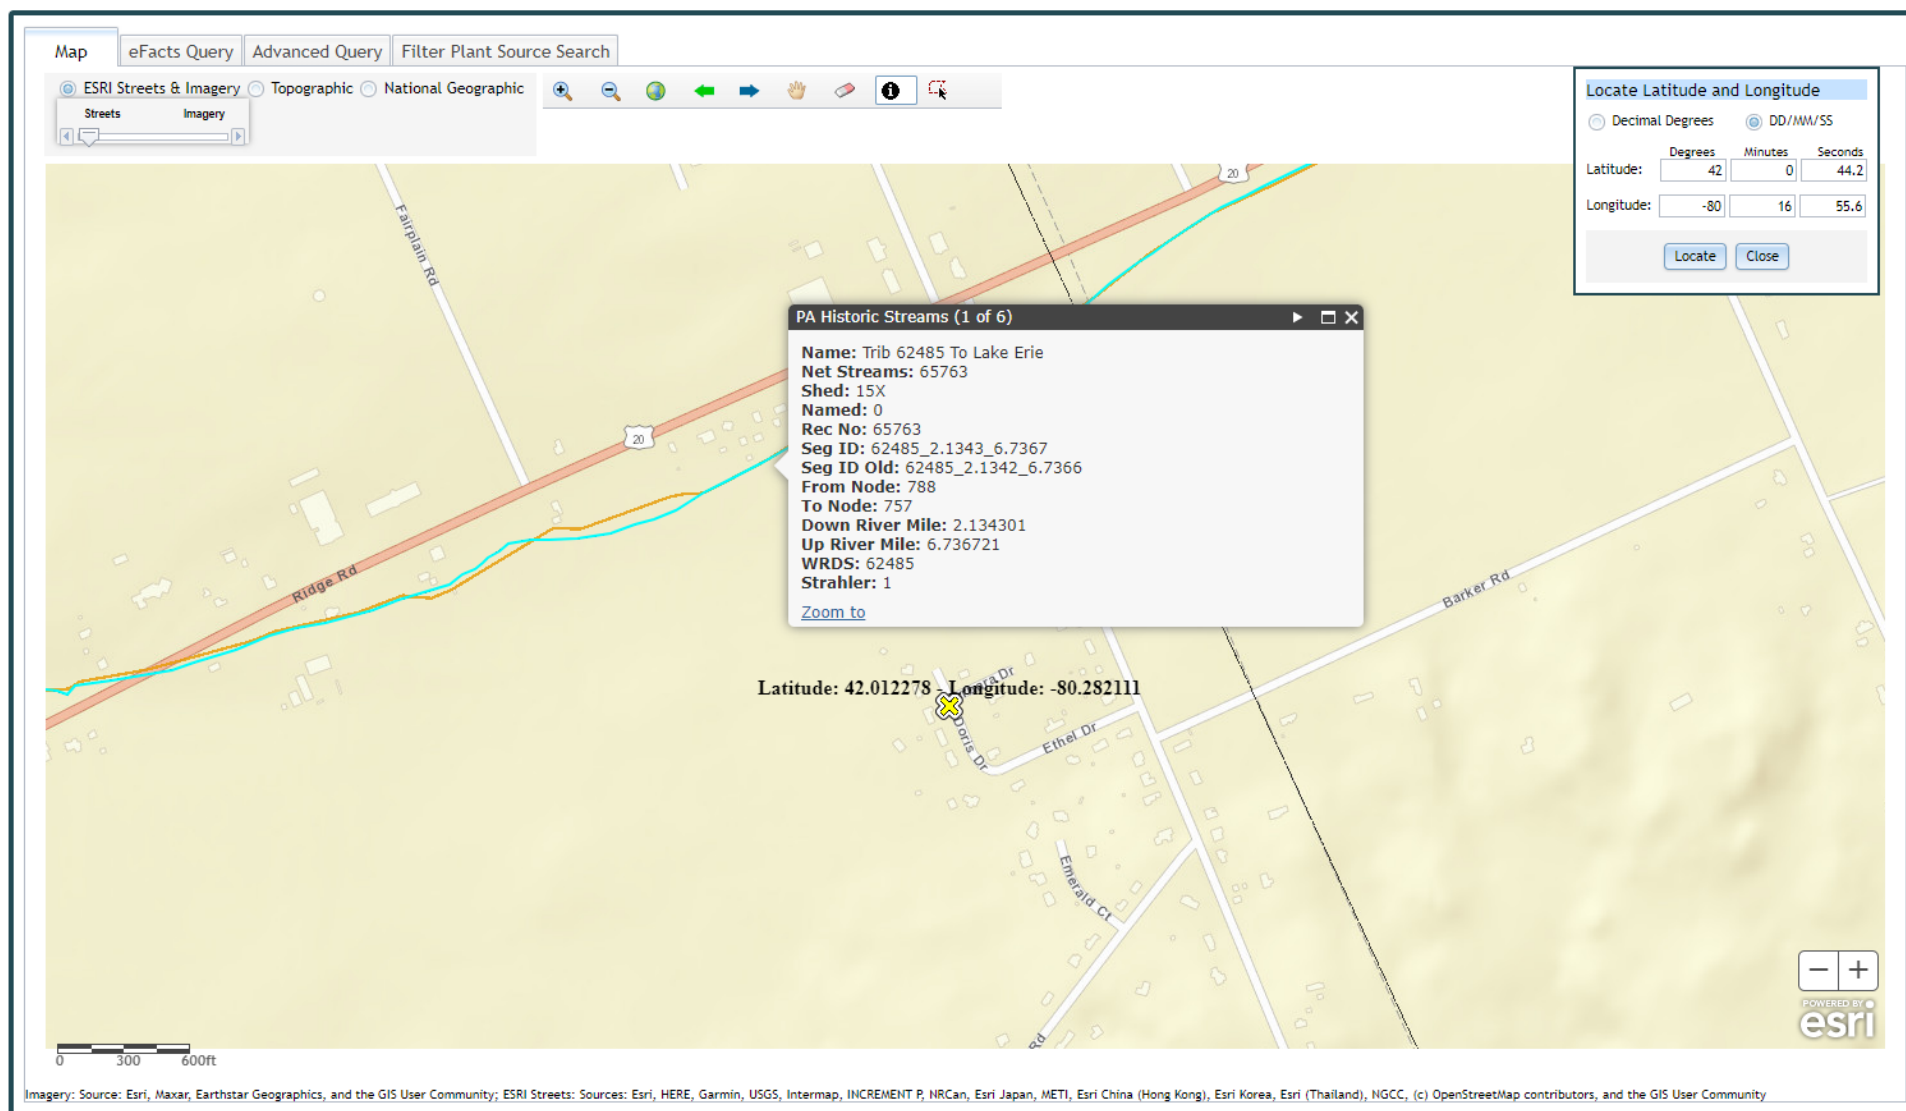 Map eFacts Query Advanced Query Filter Plant Source Search
ESRI Streets & Imagery Topographic National Geographic
Streets Imagery
Locate Latitude and Longitude
Decimal Degrees DD/MM/SS
Degrees Minutes Seconds
Latitude: 42 0 44.2
Longitude: -80 16 55.6
Locate Close
20
Fairplain Rd
20
Ridge Rd
PA Historic Streams (1 of 6)
Name: Trib 62485 To Lake Erie
Net Streams: 65763
Shed: 15X
Named: 0
Rec No: 65763
Seg ID: 62485_2.1343_6.7367
Seg ID Old: 62485_2.1342_6.7366
From Node: 788
To Node: 757
Down River Mile: 2.134301
Up River Mile: 6.736721
WRDS: 62485
Strahler: 1
Zoom to
Barker Rd
Dr
Latitude: 42.012278 - Longitude: -80.282111
Doris Dr
Ethel Dr
Emerald Ct
Rd
POWERED BY
esri
0 300 600ft
Imagery: Source: Esri, Maxar, Earthstar Geographics, and the GIS User Community; ESRI Streets: Sources: Esri, HERE, Garmin, USGS, Intermap, INCREMENT P, NRCan, Esri Japan, METI, Esri China (Hong Kong), Esri Korea, Esri (Thailand), NGCC, (c) OpenStreetMap contributors, and the GIS User Community